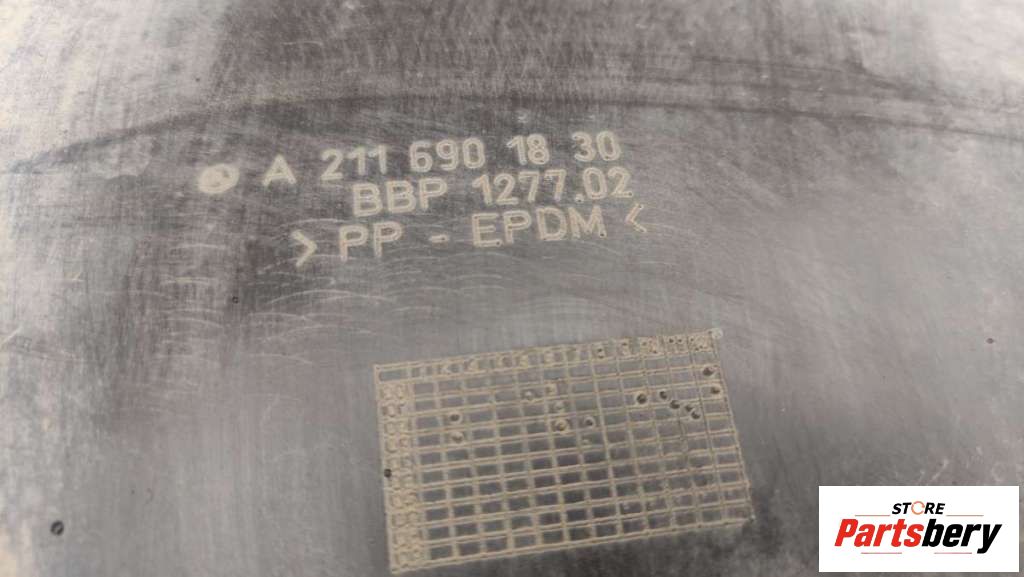 A 211 690 18 30
BBP 1277.02
>PP - EPDM<
STORE
Partsbery